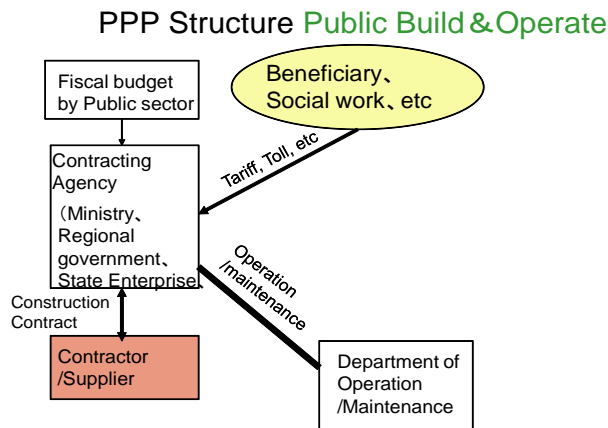 PPP Structure Public Build＆Operate
Fiscal budget
by Public sector
Beneficiary、
Social work、etc
Tariff, Toll, etc
Contracting
Agency
（Ministry、
Regional
government、
State Enterprise、
Operation
/maintenance
Construction
Contract
Contractor
/Supplier
Department of
Operation
/Maintenance